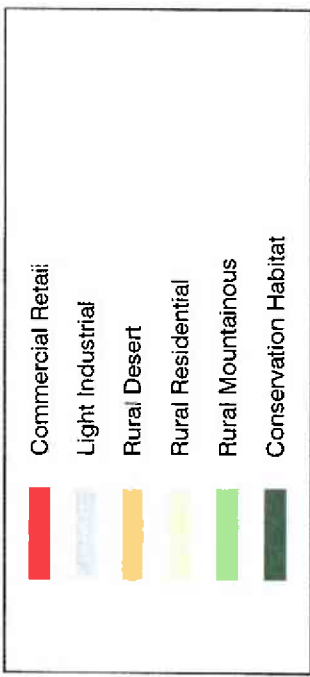 Commercial Retail
Light Industrial
Rural Desert
Rural Residential
Rural Mountainous
Conservation Habitat